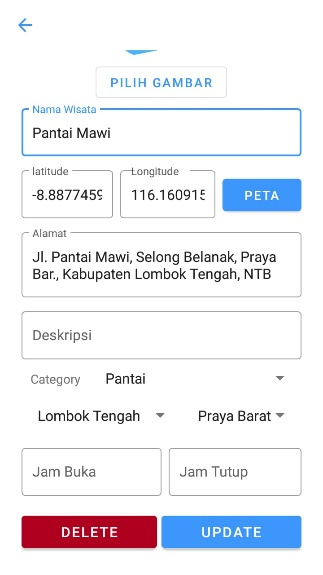 PILIH GAMBAR
Nama Wisata
Pantai Mawi
latitude
Longitude
-8.8877459
116.160915
PETA
Alamat
Jl. Pantai Mawi, Selong Belanak, Praya
Bar., Kabupaten Lombok Tengah, NTB
Deskripsi
Category
Pantai
Lombok Tengah
Praya Barat
Jam Buka
Jam Tutup
DELETE
UPDATE